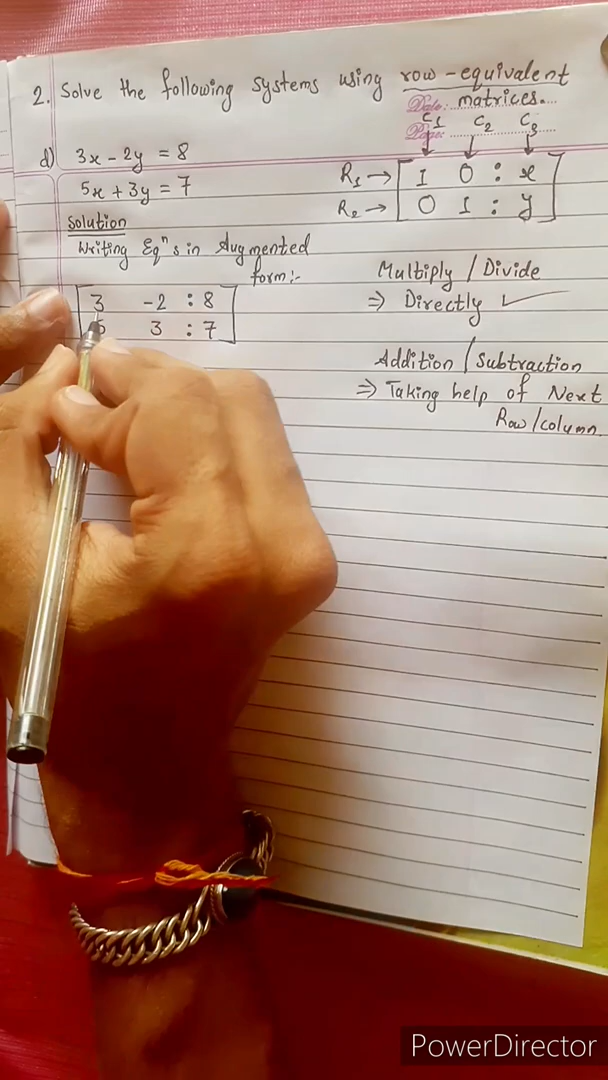 2. Solve the following systems using row-equivalent
matrices.
Date:
Page:
d) 3x - 2y = 8
5x + 3y = 7
Solution
Writing Eqⁿs in Augmented
form:-
[3 -2 : 8]
[5 3 : 7]
C1 C2 C3
R1 → [1 0 : x]
R2 → [0 1 : y]
Multiply / Divide
⇒ Directly ✓
Addition / Subtraction
⇒ Taking help of Next
Row/column
PowerDirector